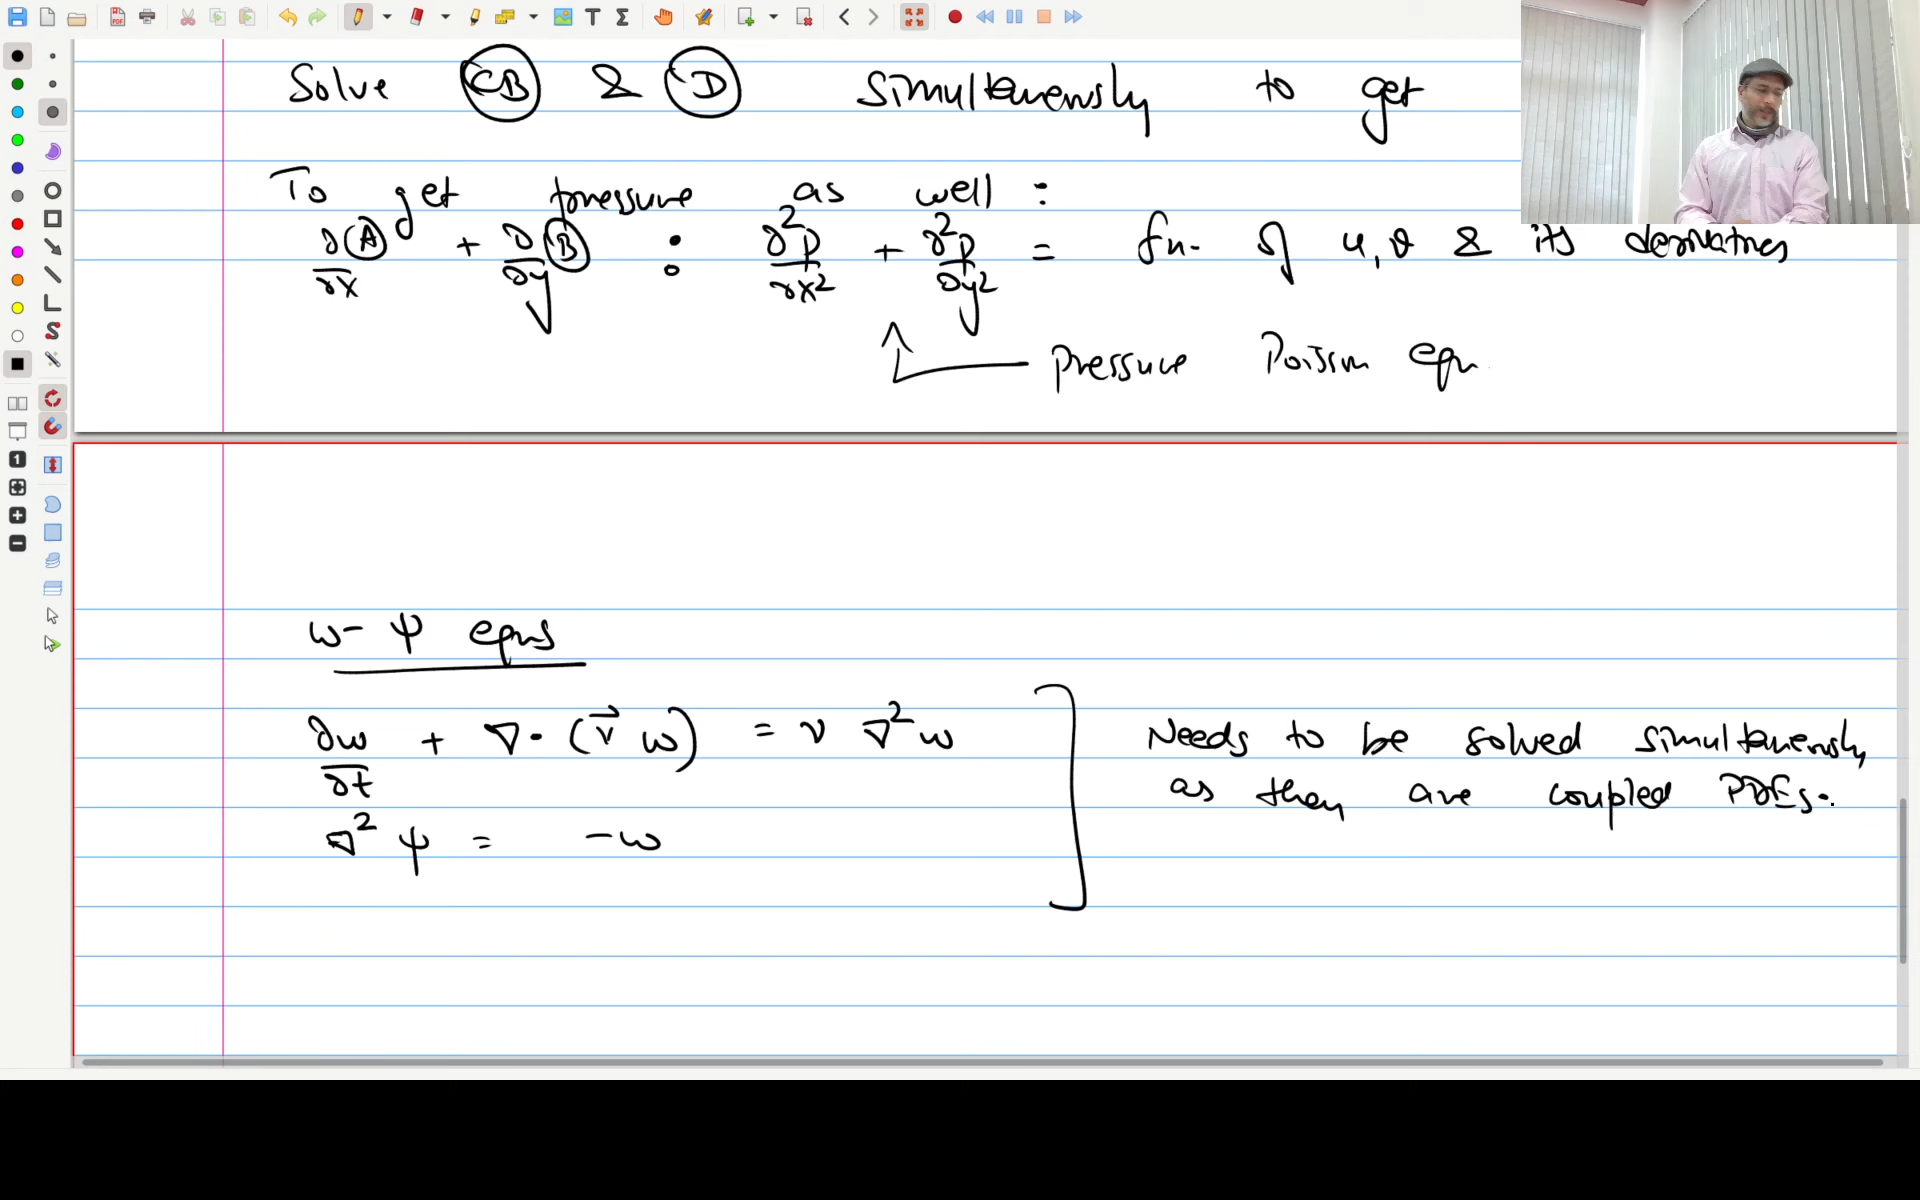 Solve CB & D simultaneously to get
To get pressure as well :
∂(A)/∂x + ∂(B)/∂y : ∂²p/∂x² + ∂²p/∂y² = fn. of u, v & its derivatives
Pressure Poisson eqn.
ω- ψ eqns
∂ω/∂t + ∇·(v⃗ ω) = ν ∇²ω
Needs to be solved simultaneously
as they are coupled PDEs.
∇² ψ = -ω